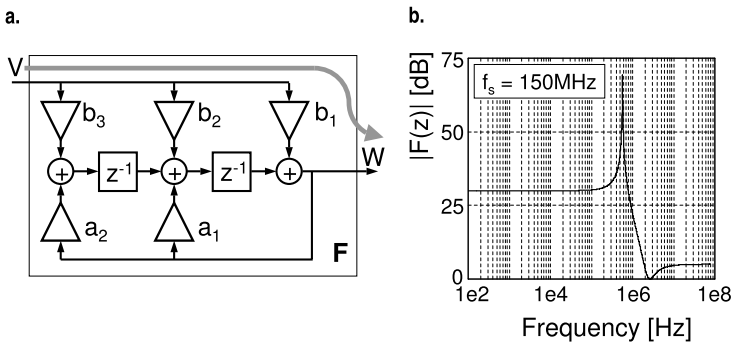 a.
V
b₃
b₂
b₁
W
+
z⁻¹
+
z⁻¹
+
a₂
a₁
F
b.
|F(z)| [dB]
75
50
25
0
fₛ = 150MHz
1e2
1e4
1e6
1e8
Frequency [Hz]